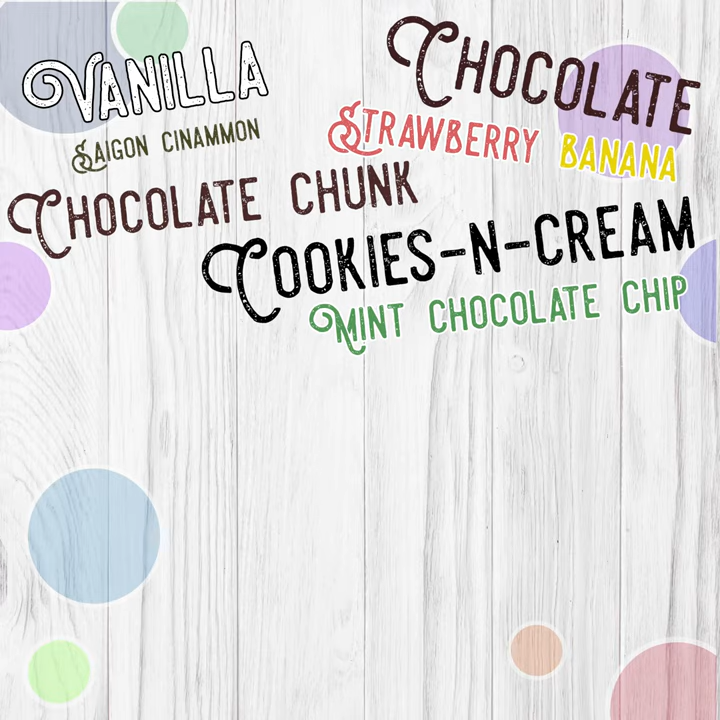 Vanilla
Saigon Cinammon
Chocolate
Strawberry Banana
Chocolate Chunk
Cookies-n-Cream
Mint Chocolate Chip